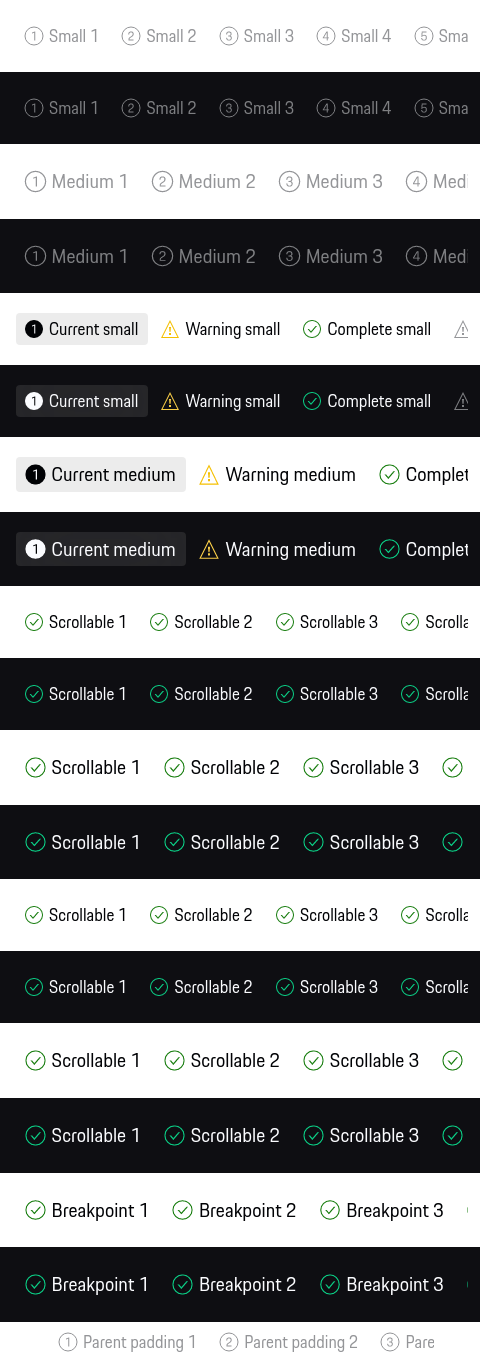 1 Small 1 2 Small 2 3 Small 3 4 Small 4 5 Sma
1 Small 1 2 Small 2 3 Small 3 4 Small 4 5 Sma
1 Medium 1 2 Medium 2 3 Medium 3 4 Medi
1 Medium 1 2 Medium 2 3 Medium 3 4 Medi
1 Current small Warning small Complete small
1 Current small Warning small Complete small
1 Current medium Warning medium Complet
1 Current medium Warning medium Complet
Scrollable 1 Scrollable 2 Scrollable 3 Scrolla
Scrollable 1 Scrollable 2 Scrollable 3 Scrolla
Scrollable 1 Scrollable 2 Scrollable 3
Scrollable 1 Scrollable 2 Scrollable 3
Scrollable 1 Scrollable 2 Scrollable 3 Scrolla
Scrollable 1 Scrollable 2 Scrollable 3 Scrolla
Scrollable 1 Scrollable 2 Scrollable 3
Scrollable 1 Scrollable 2 Scrollable 3
Breakpoint 1 Breakpoint 2 Breakpoint 3
Breakpoint 1 Breakpoint 2 Breakpoint 3
1 Parent padding 1 2 Parent padding 2 3 Pare